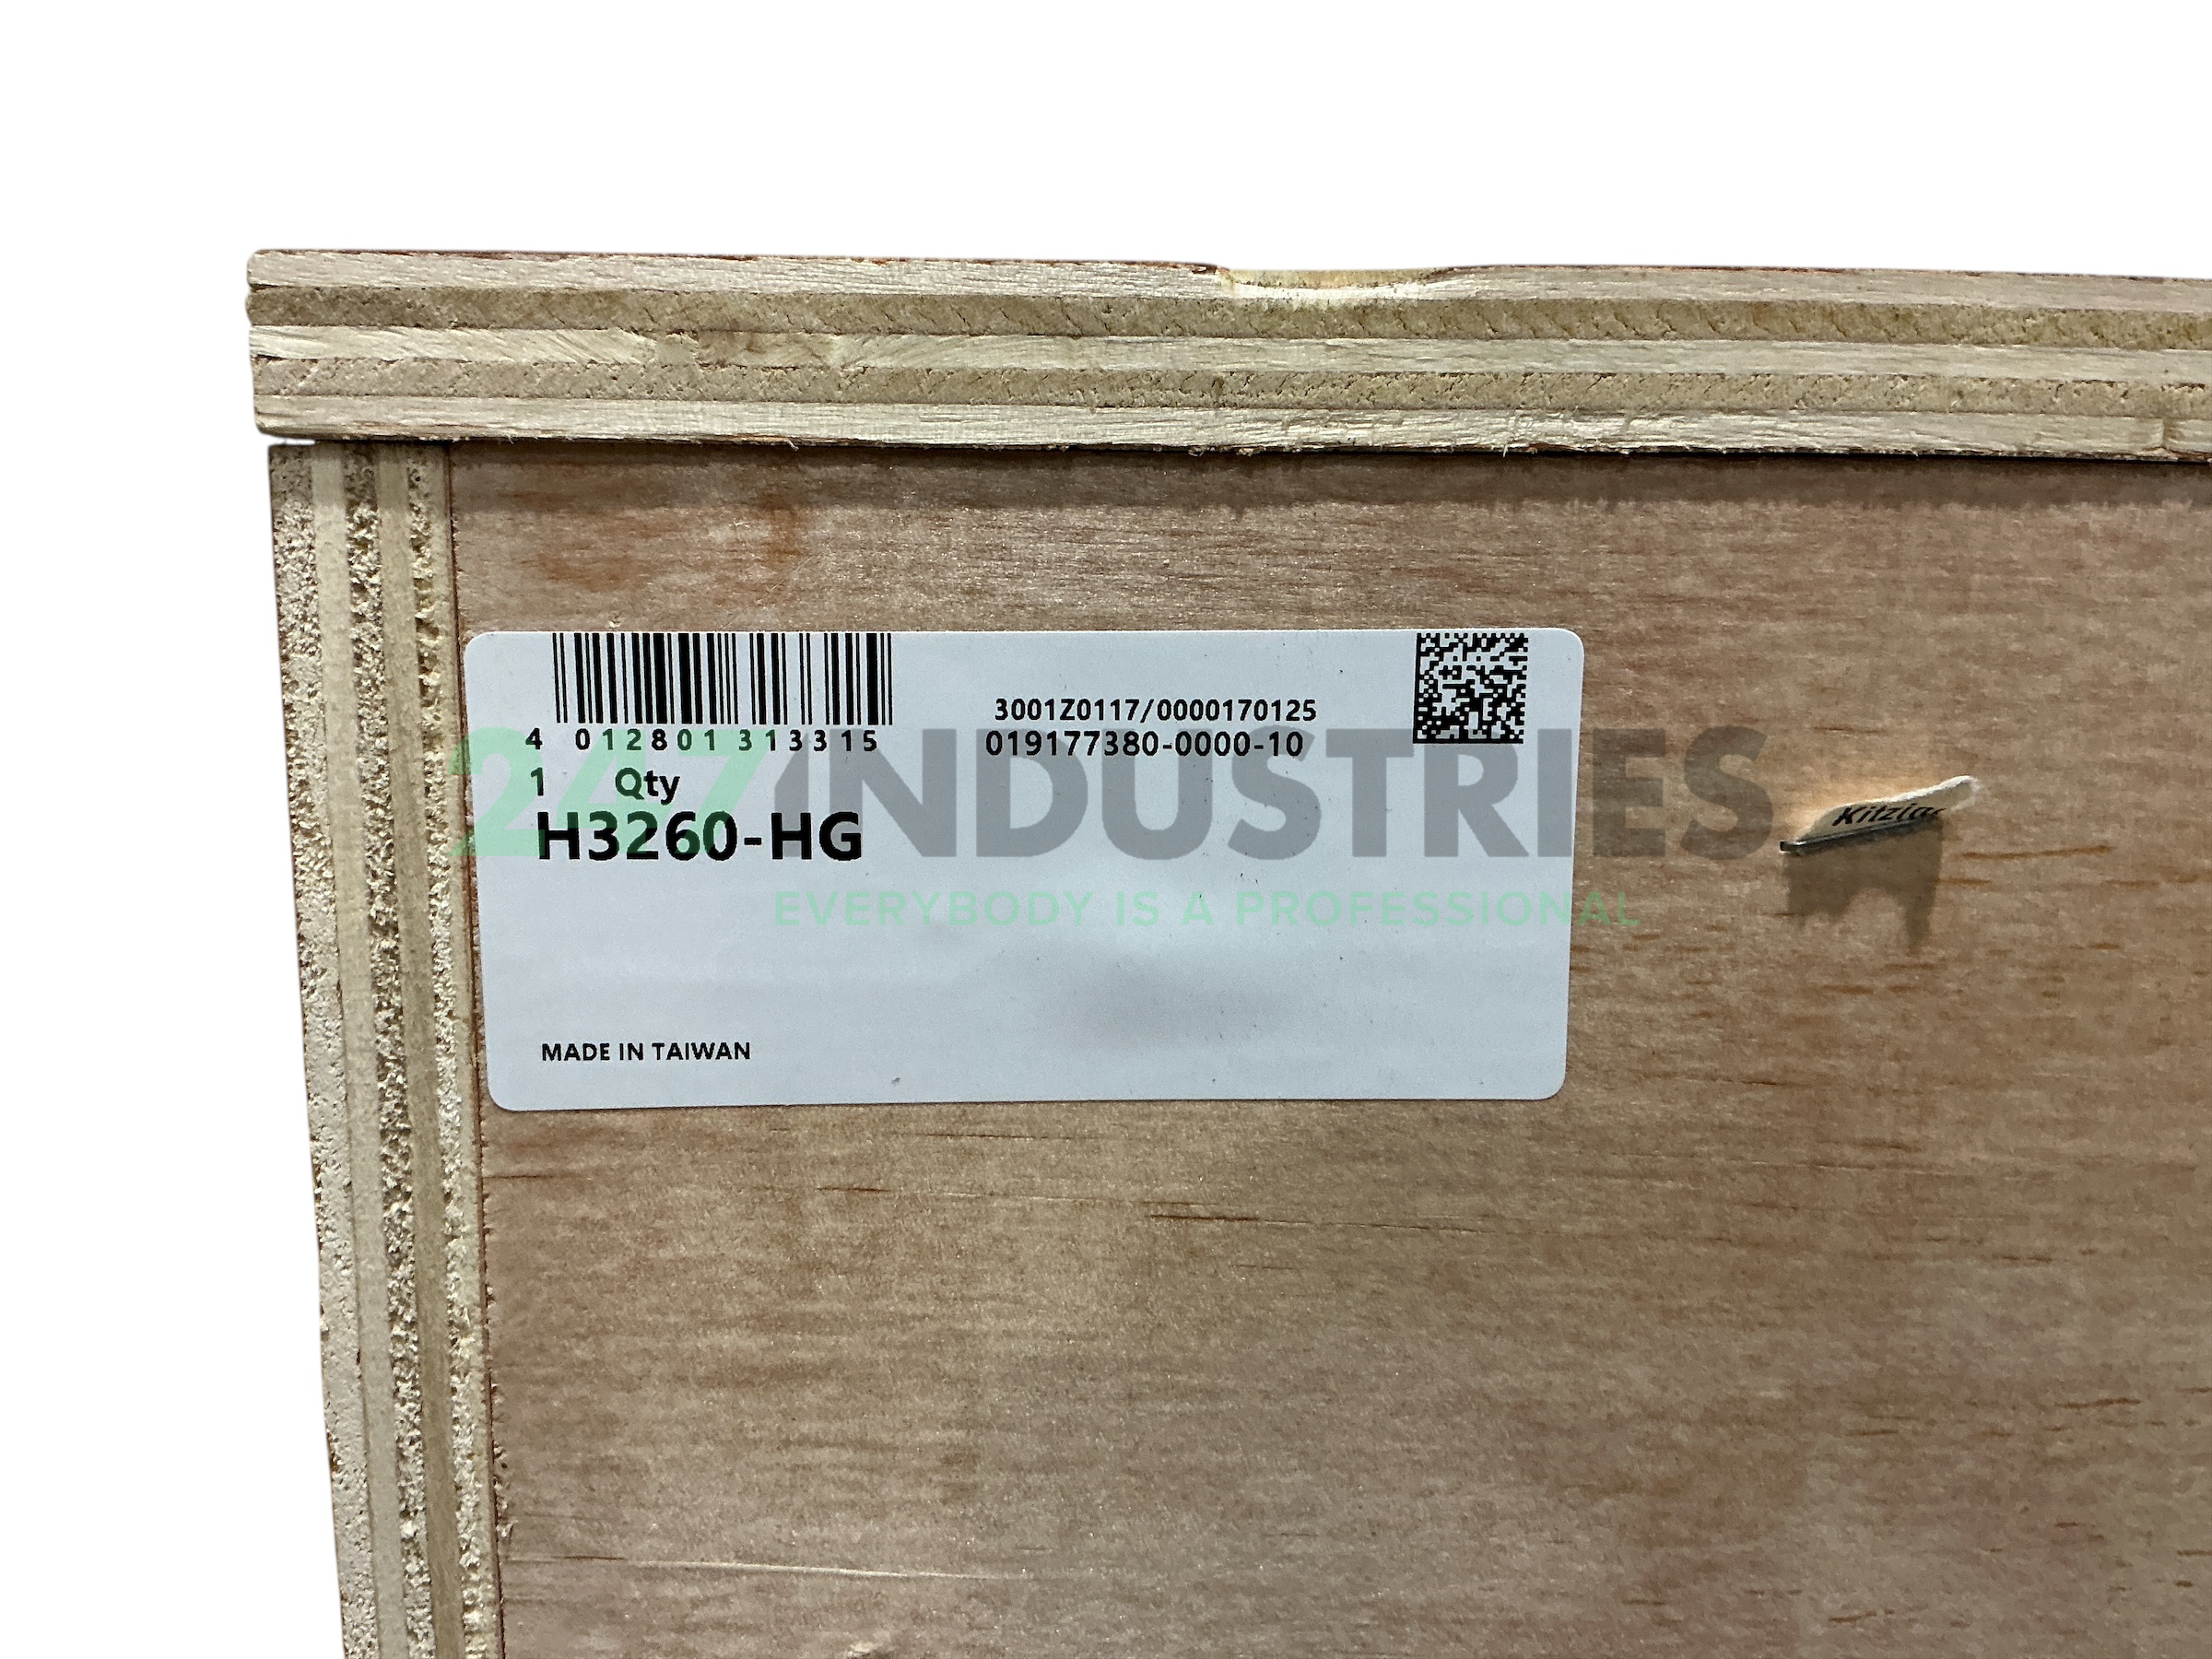 4 012801 313315
3001Z0117/0000170125
019177380-0000-10
1 Qty
H3260-HG
247INDUSTRIES
EVERYBODY IS A PROFESSIONAL
MADE IN TAIWAN